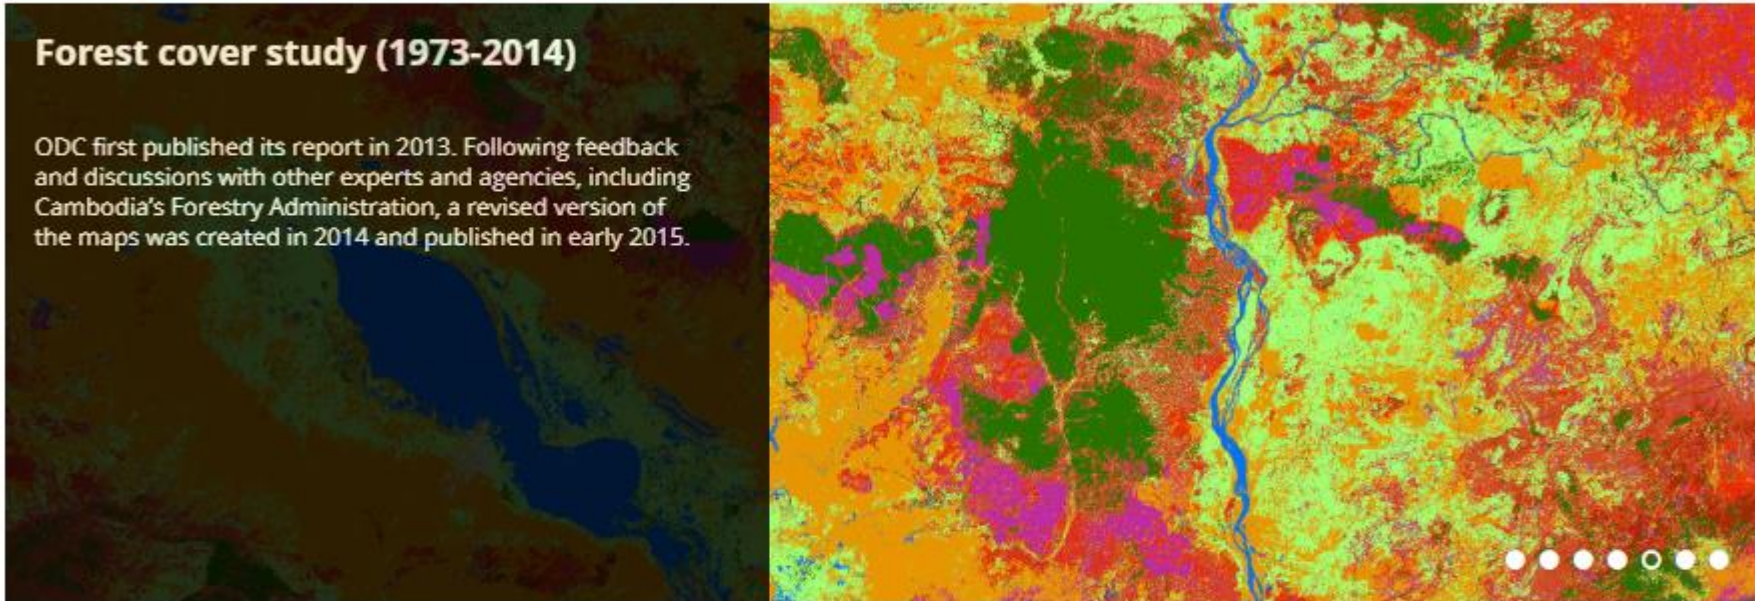 Forest cover study (1973-2014)
ODC first published its report in 2013. Following feedback
and discussions with other experts and agencies, including
Cambodia's Forestry Administration, a revised version of
the maps was created in 2014 and published in early 2015.